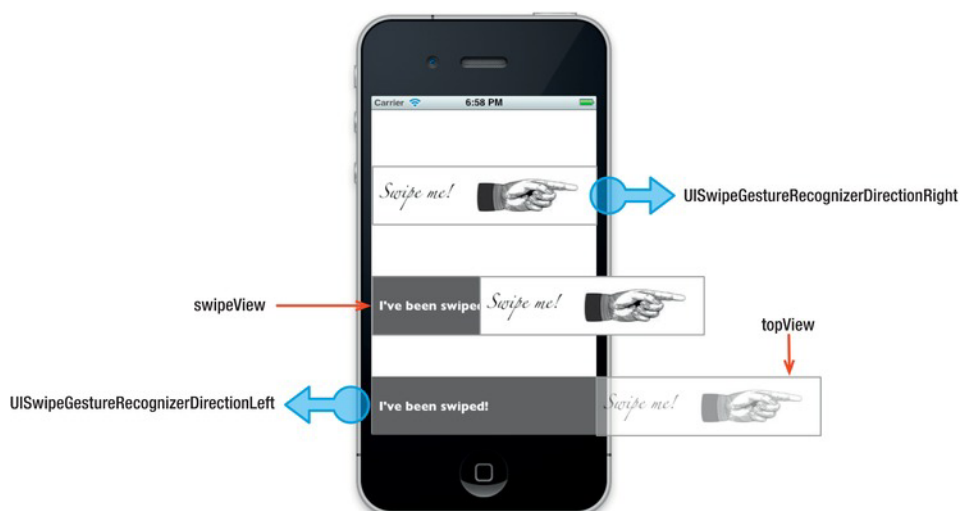 Carrier 6:58 PM
Swipe me!
UISwipeGestureRecognizerDirectionRight
swipeView
I've been swiped
Swipe me!
topView
UISwipeGestureRecognizerDirectionLeft
I've been swiped!
Swipe me!